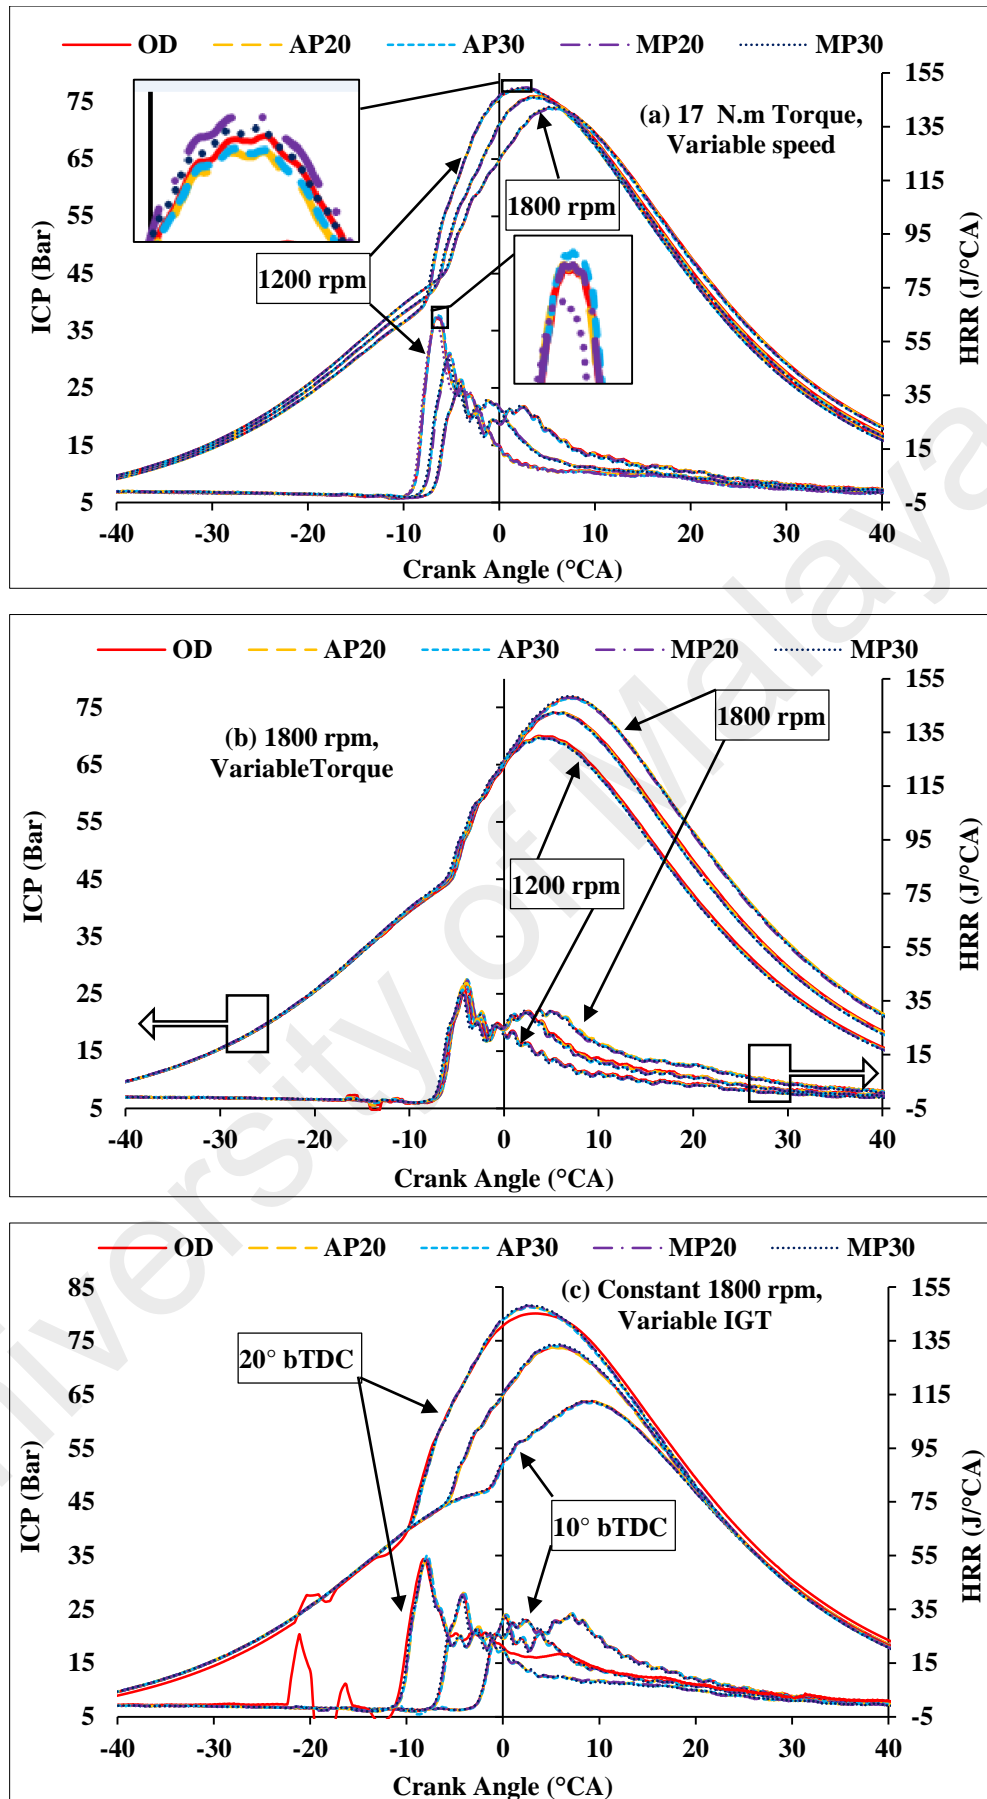 OD AP20 AP30 MP20 MP30
155
75 135
(a) 17 N.m Torque,
Variable speed
65 115
1800 rpm
55 95
1200 rpm
45 75
35 55
25 35
15 15
5 -5
-40 -30 -20 -10 0 10 20 30 40
ICP (Bar)
HRR (J/°CA)
Crank Angle (°CA)
OD AP20 AP30 MP20 MP30
155
75 135
1800 rpm
(b) 1800 rpm,
VariableTorque
65 115
55 95
1200 rpm
45 75
35 55
25 35
15 15
5 -5
-40 -30 -20 -10 0 10 20 30 40
ICP (Bar)
HRR (J/°CA)
Crank Angle (°CA)
OD AP20 AP30 MP20 MP30
85 155
(c) Constant 1800 rpm,
Variable IGT
75 135
20° bTDC
65 115
55 95
10° bTDC
45 75
35 55
25 35
15 15
5 -5
-40 -30 -20 -10 0 10 20 30 40
ICP (Bar)
HRR (J/°CA)
Crank Angle (°CA)
University of Malaya